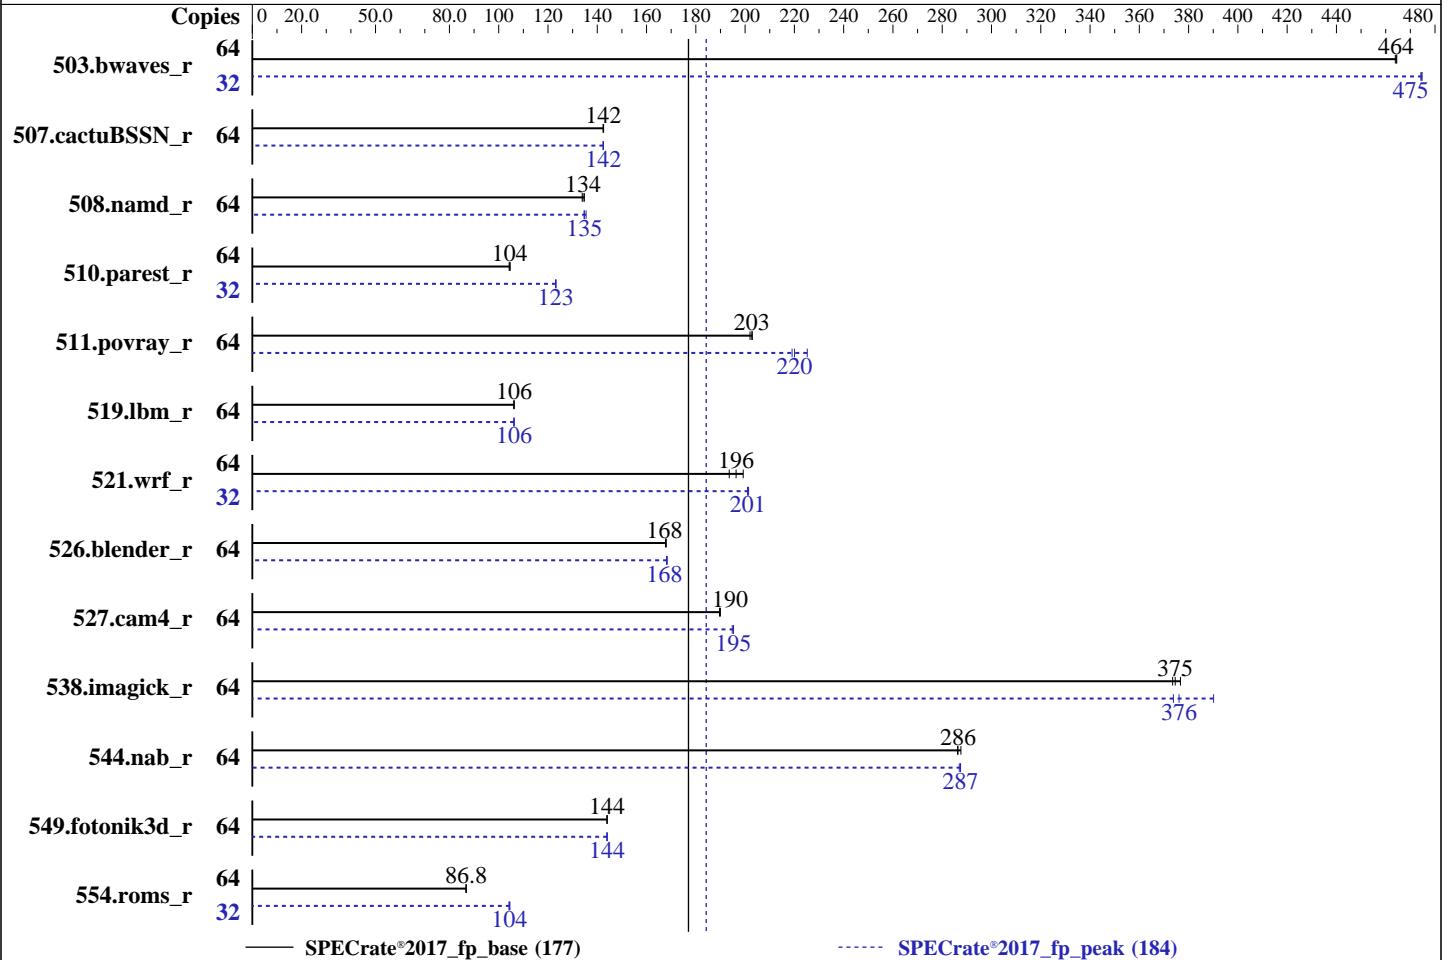 Copies 0 20.0 50.0 80.0 100 120 140 160 180 200 220 240 260 280 300 320 340 360 380 400 420 440 480
503.bwaves_r 64 464
32 475
507.cactuBSSN_r 64 142
142
508.namd_r 64 134
135
510.parest_r 64 104
32 123
511.povray_r 64 203
220
519.lbm_r 64 106
106
521.wrf_r 64 196
32 201
526.blender_r 64 168
168
527.cam4_r 64 190
195
538.imagick_r 64 375
376
544.nab_r 64 286
287
549.fotonik3d_r 64 144
144
554.roms_r 64 86.8
32 104
SPECrate®2017_fp_base (177) SPECrate®2017_fp_peak (184)